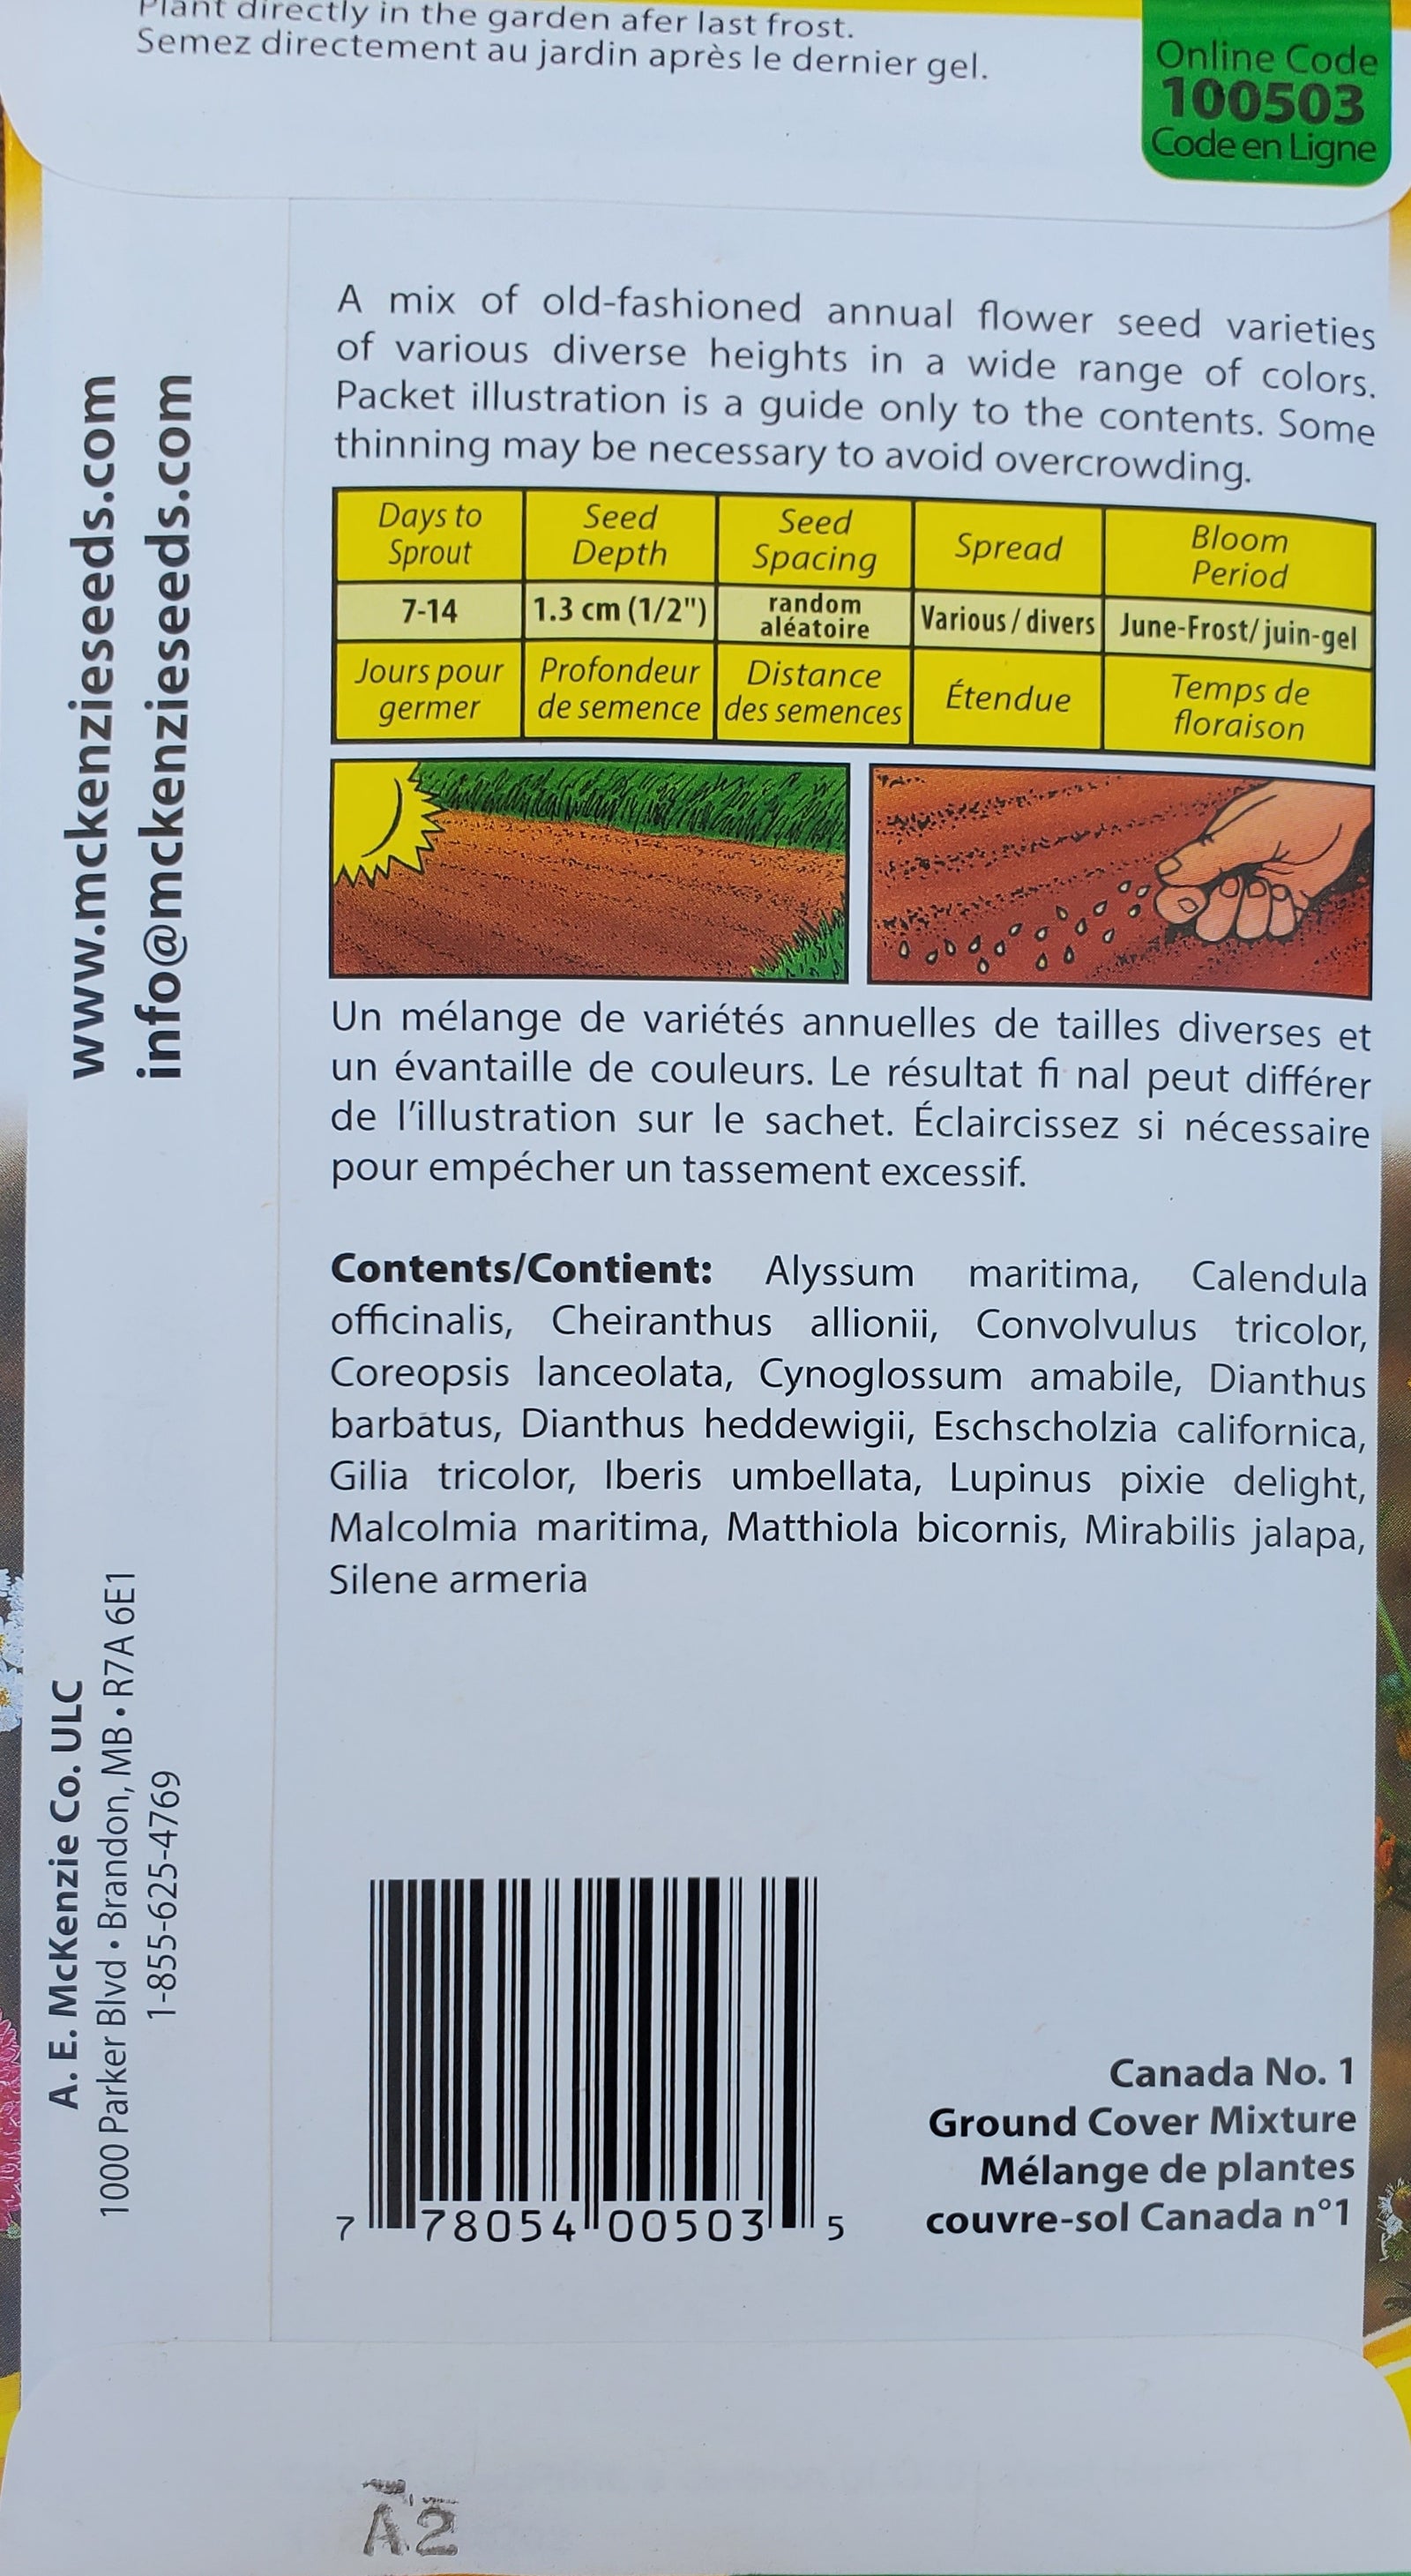 Plant directly in the garden afer last frost.
Semez directement au jardin après le dernier gel.
Online Code
100503
Code en Ligne
A mix of old-fashioned annual flower seed varieties
of various diverse heights in a wide range of colors.
Packet illustration is a guide only to the contents. Some
thinning may be necessary to avoid overcrowding.
Days to Sprout
Seed Depth
Seed Spacing
Spread
Bloom Period
7-14
1.3 cm (1/2")
random
aléatoire
Various / divers
June-Frost/ juin-gel
Jours pour germer
Profondeur de semence
Distance des semences
Étendue
Temps de floraison
Un mélange de variétés annuelles de tailles diverses et
un évantaille de couleurs. Le résultat fi nal peut différer
de l'illustration sur le sachet. Éclaircissez si nécessaire
pour empécher un tassement excessif.
Contents/Contient: Alyssum maritima, Calendula
officinalis, Cheiranthus allionii, Convolvulus tricolor,
Coreopsis lanceolata, Cynoglossum amabile, Dianthus
barbatus, Dianthus heddewigii, Eschscholzia californica,
Gilia tricolor, Iberis umbellata, Lupinus pixie delight,
Malcolmia maritima, Matthiola bicornis, Mirabilis jalapa,
Silene armeria
7 78054 00503 5
Canada No. 1
Ground Cover Mixture
Mélange de plantes
couvre-sol Canada n°1
www.mckenzieseeds.com
info@mckenzieseeds.com
A. E. McKenzie Co. ULC
1000 Parker Blvd • Brandon, MB • R7A 6E1
1-855-625-4769
A2